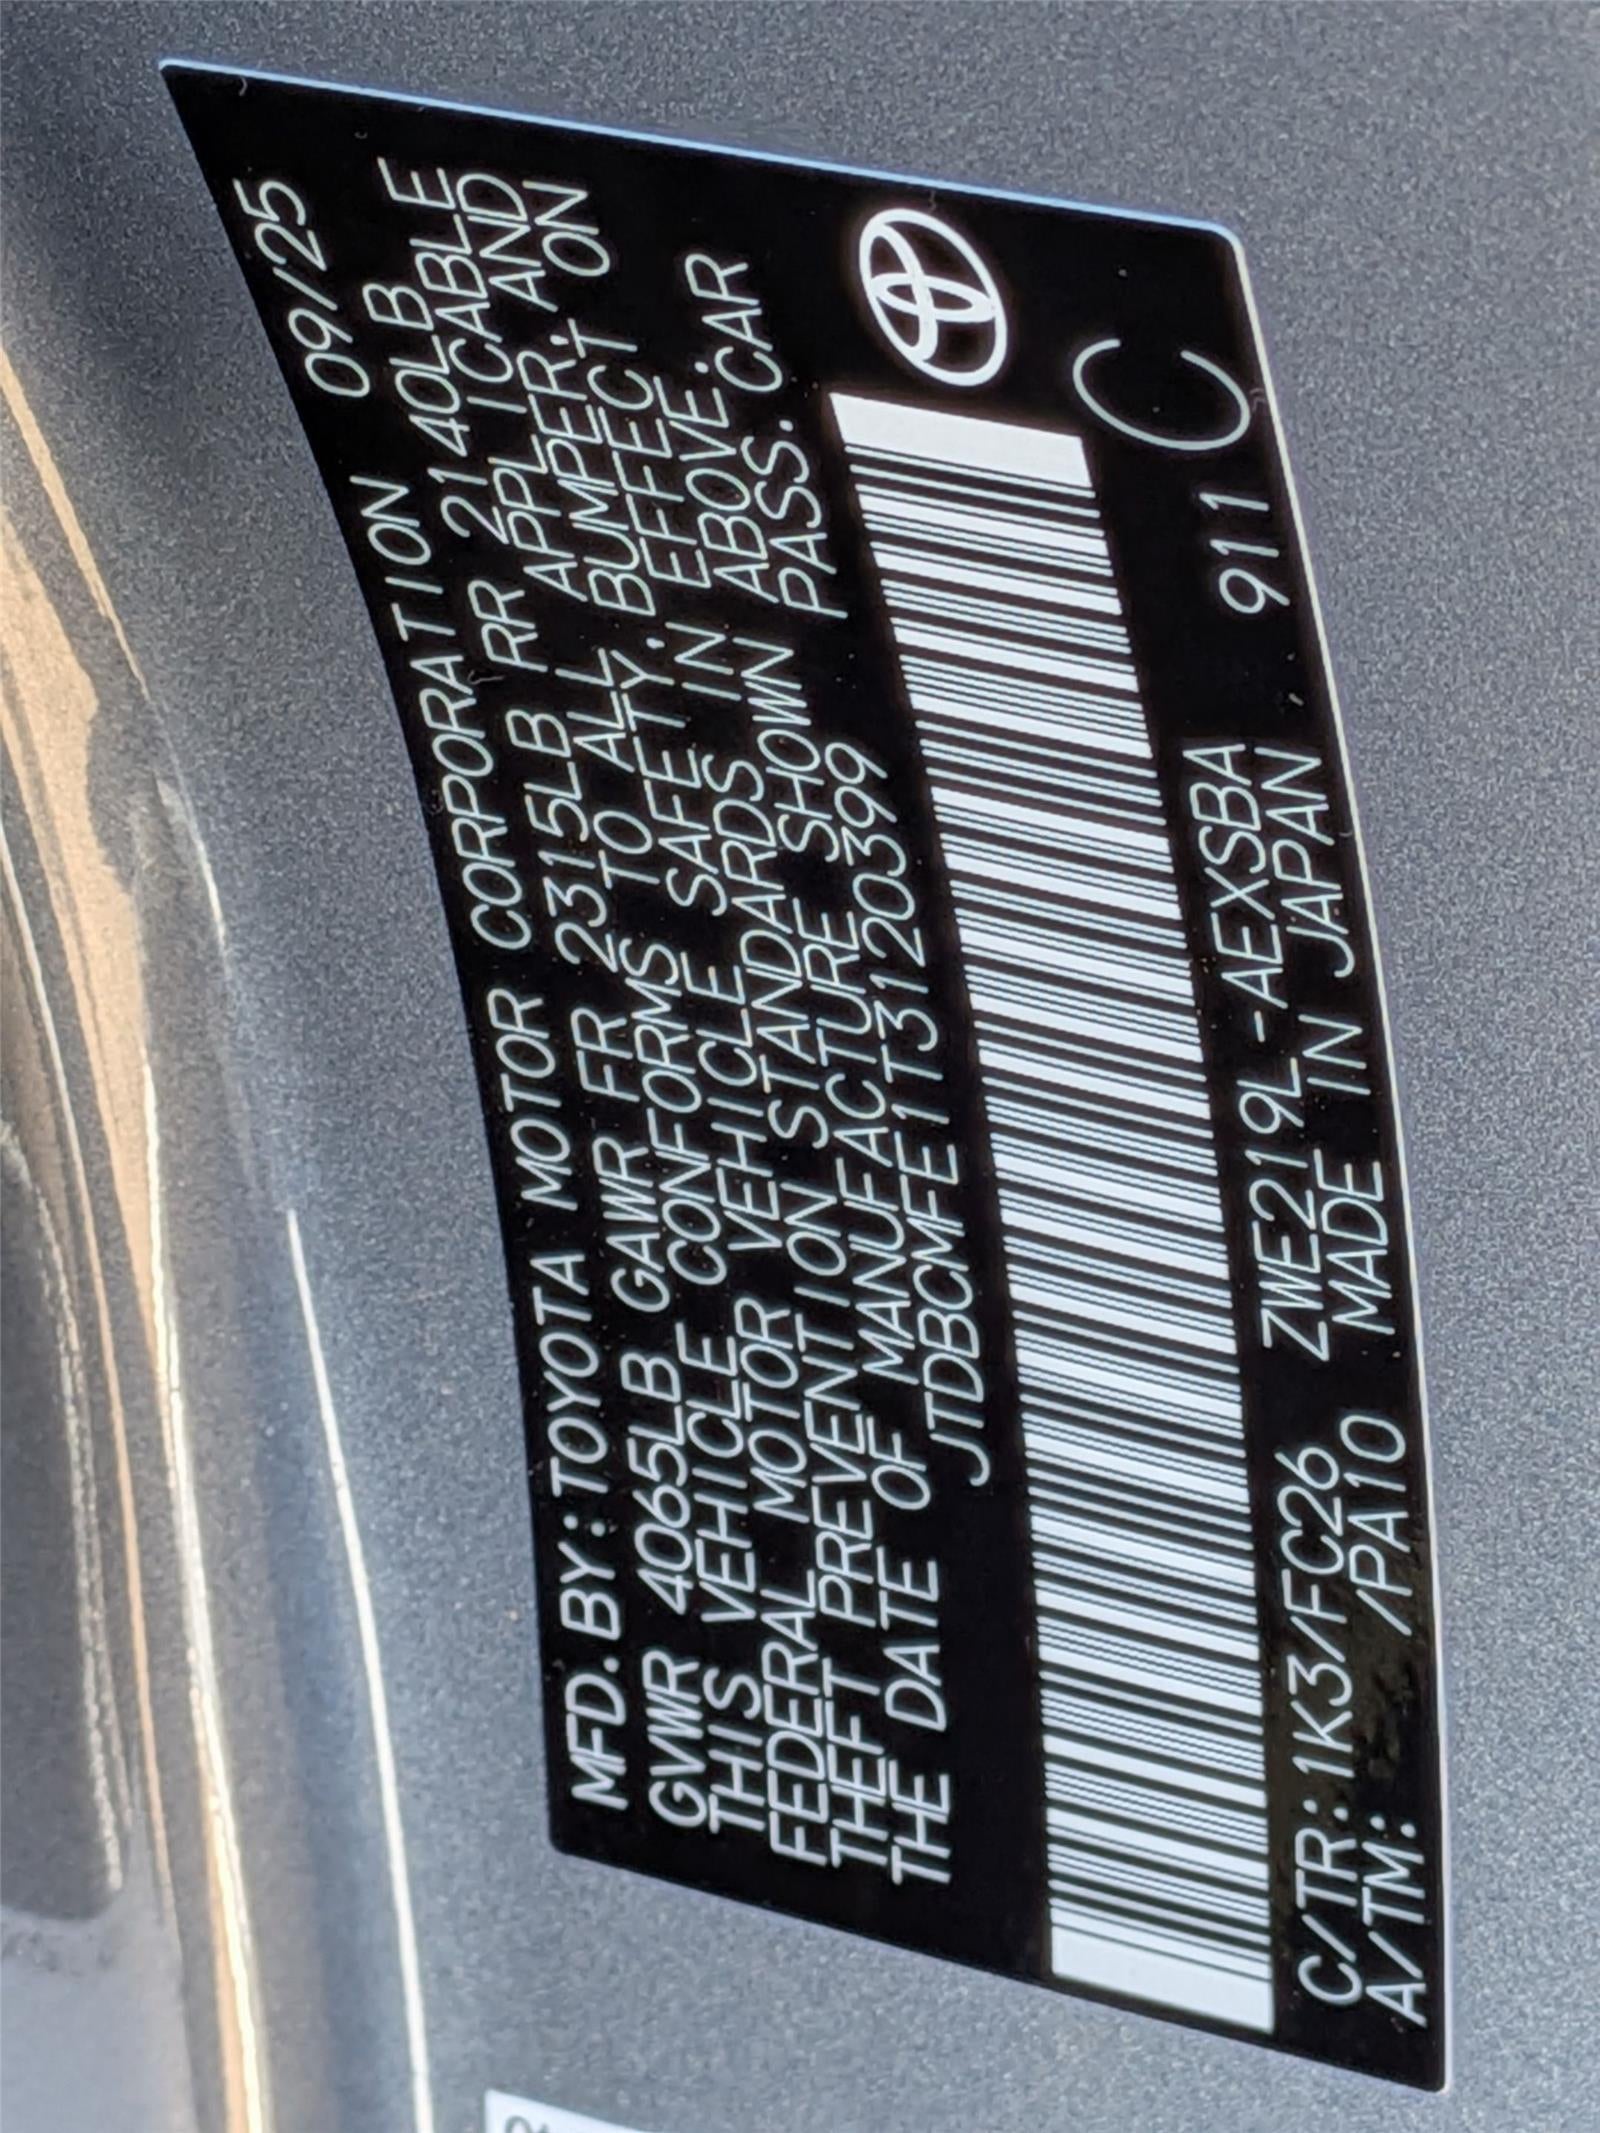 MFD. BY: TOYOTA MOTOR CORPORATION 09/25
GVWR 4065LB GAWR FR 2315LB RR 2140LB
THIS VEHICLE CONFORMS TO ALL APPLICABLE
FEDERAL MOTOR VEHICLE SAFETY, BUMPER, AND
THEFT PREVENTION STANDARDS IN EFFECT ON
THE DATE OF MANUFACTURE SHOWN ABOVE.
JTDBCMFE1T3120399 PASS. CAR
C/TR: 1K3/FC26 ZWE219L-AEXSBA 911 C
A/TM: /PA10 MADE IN JAPAN